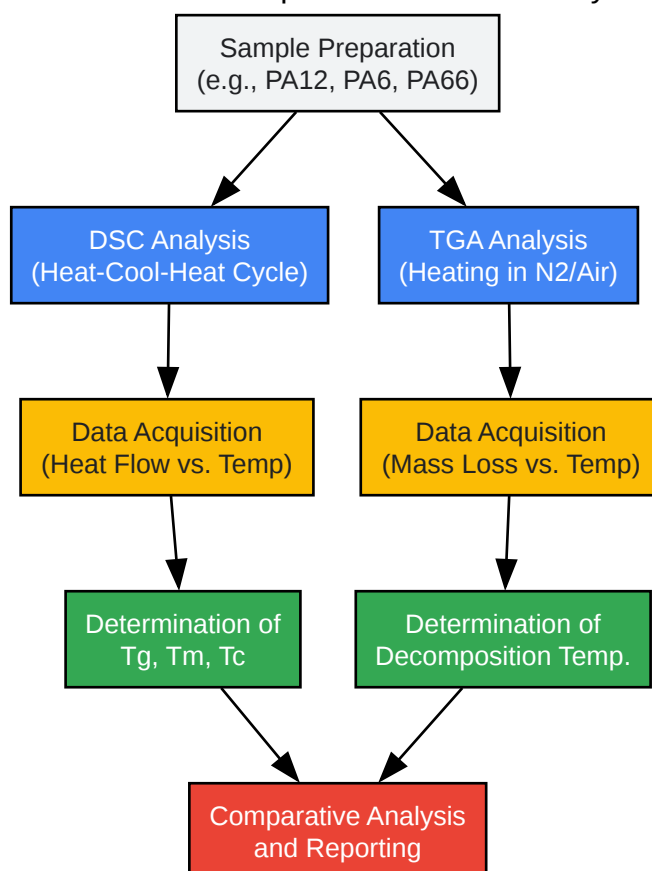 Sample Preparation
(e.g., PA12, PA6, PA66)
DSC Analysis
(Heat-Cool-Heat Cycle)
TGA Analysis
(Heating in N2/Air)
Data Acquisition
(Heat Flow vs. Temp)
Data Acquisition
(Mass Loss vs. Temp)
Determination of
Tg, Tm, Tc
Determination of
Decomposition Temp.
Comparative Analysis
and Reporting